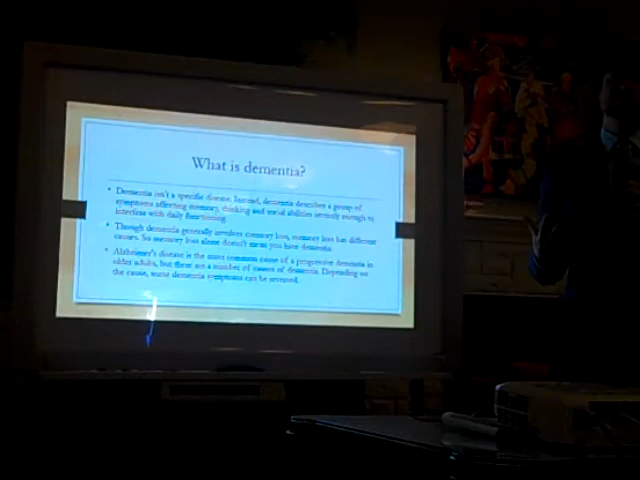 What is dementia?
• Dementia isn't a specific disease. Instead, dementia describes a group of
symptoms affecting memory, thinking and social abilities severely enough to
interfere with daily functioning.
• Though dementia generally involves memory loss, memory loss has different
causes. So memory loss alone doesn't mean you have dementia.
• Alzheimer's disease is the most common cause of a progressive dementia in
older adults, but there are a number of causes of dementia. Depending on
the cause, some dementia symptoms can be reversed.